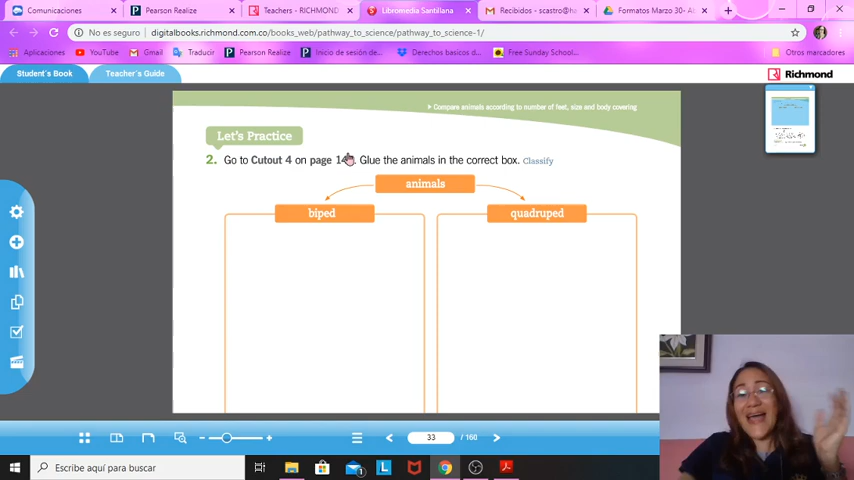 Comunicaciones
Pearson Realize
Teachers - RICHMOND
Libromedia Santillana
Recibidos - scastro@ha
Formatos Marzo 30- Ab
No es seguro | digitalbooks.richmond.com.co/books_web/pathway_to_science/pathway_to_science-1/
Aplicaciones YouTube Gmail Traducir Pearson Realize Inicio de sesión de... Derechos basicos d... Free Sunday School... Otros marcadores
Student's Book Teacher's Guide Richmond
Compare animals according to number of feet, size and body covering
Let's Practice
2. Go to Cutout 4 on page Glue the animals in the correct box. Classify
animals
biped quadruped
33 / 160
Escribe aquí para buscar